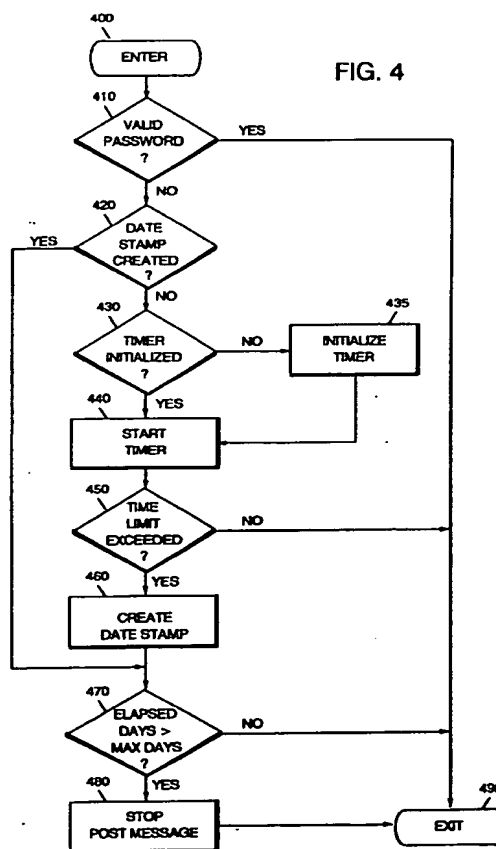 400
ENTER
FIG. 4
410
VALID
PASSWORD
?
YES
NO
420
YES
DATE
STAMP
CREATED
?
NO
430
TIMER
INITIALIZED
?
NO
435
INITIALIZE
TIMER
YES
440
START
TIMER
450
TIME
LIMIT
EXCEEDED
?
NO
YES
460
CREATE
DATE STAMP
470
ELAPSED
DAYS >
MAX DAYS
?
NO
YES
480
STOP
POST MESSAGE
490
EXIT